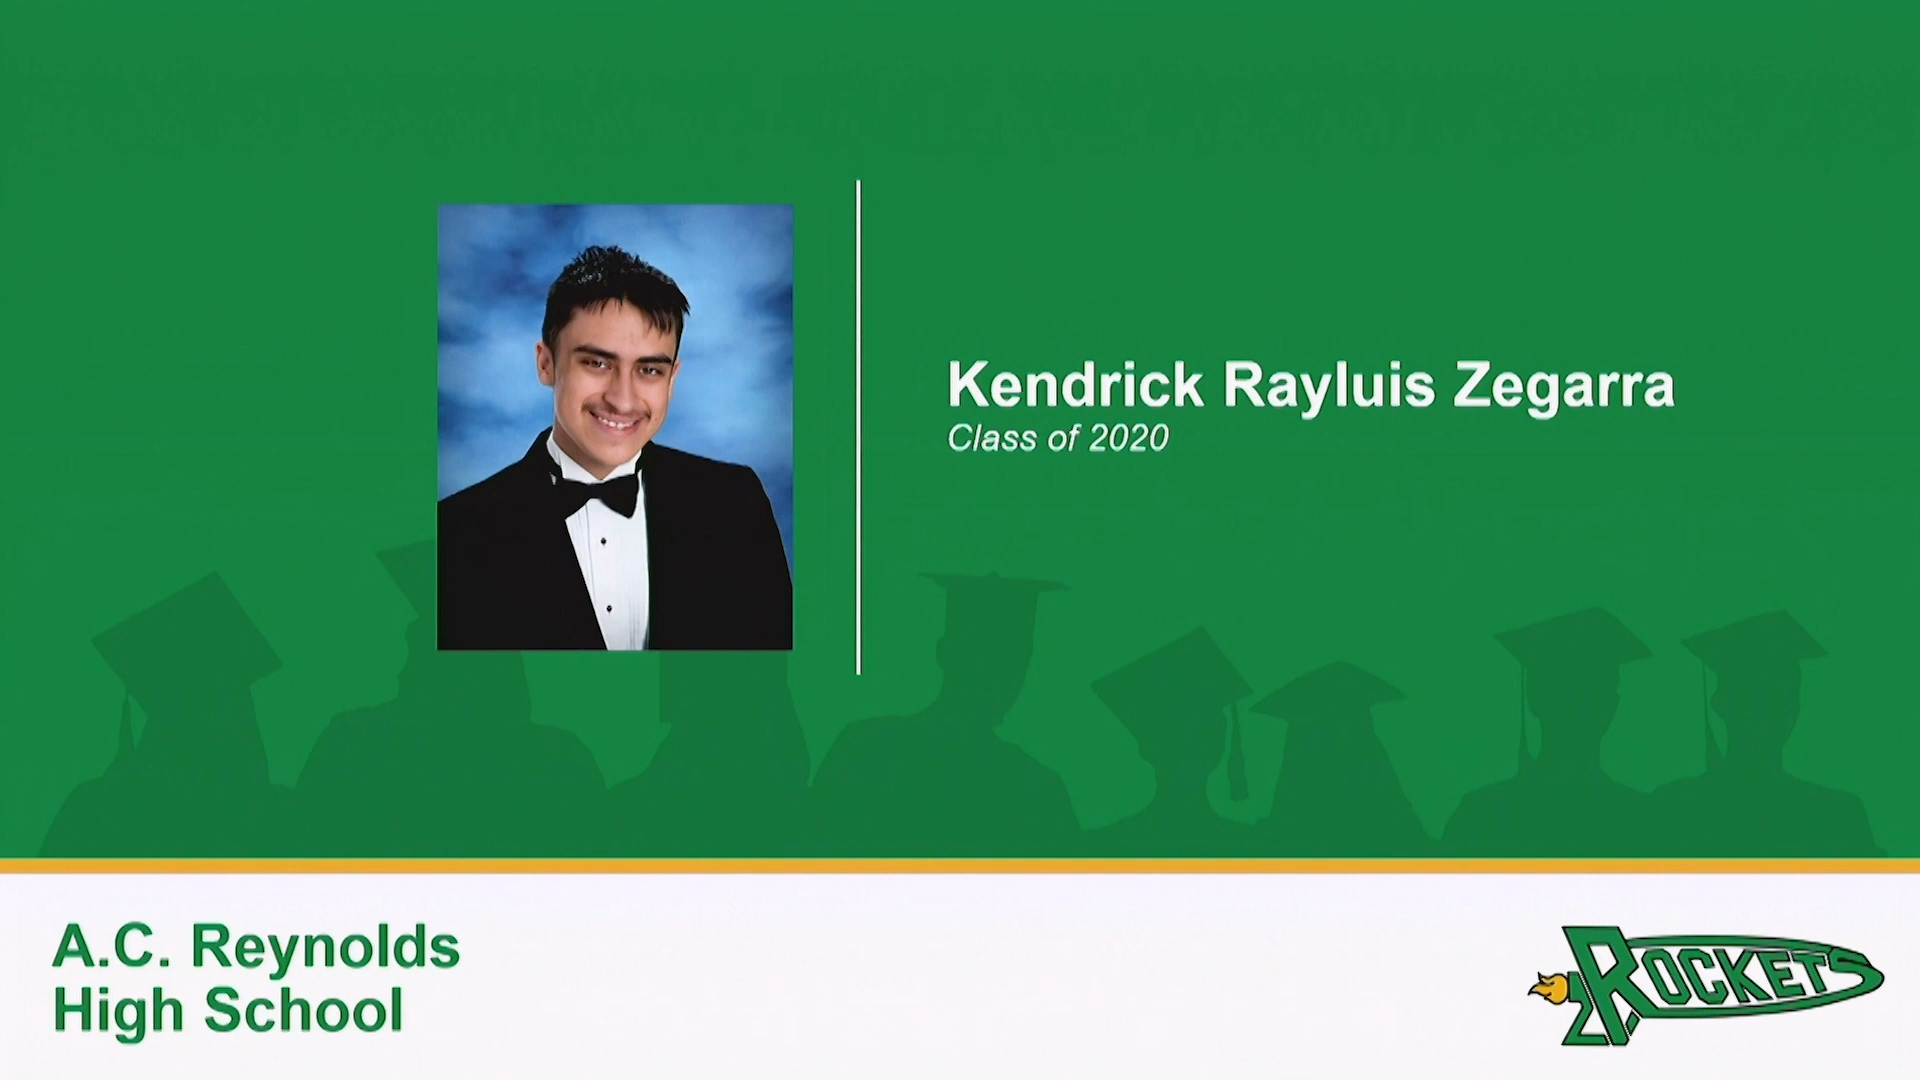 Kendrick Rayluis Zegarra
Class of 2020
A.C. Reynolds
High School
ROCKETS